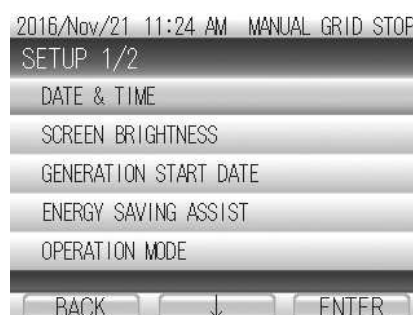 2016/Nov/21 11:24 AM MANUAL GRID STOP
SETUP 1/2
DATE & TIME
SCREEN BRIGHTNESS
GENERATION START DATE
ENERGY SAVING ASSIST
OPERATION MODE
BACK ↓ ENTER